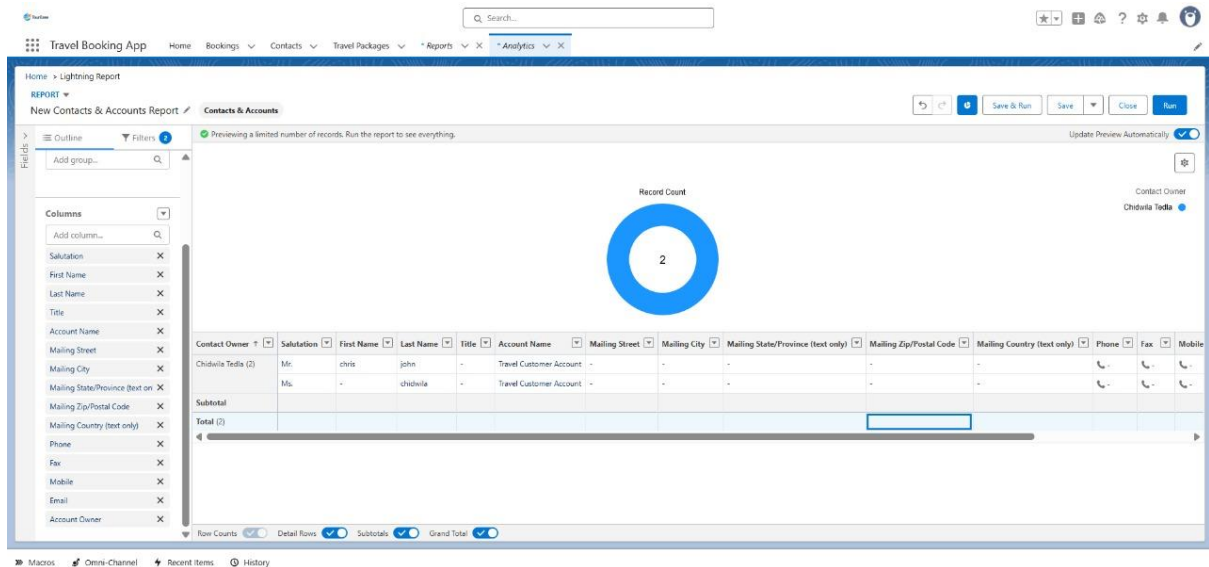 Search...
Travel Booking App Home Bookings Contacts Travel Packages * Reports * Analytics
Home > Lightning Report
REPORT
New Contacts & Accounts Report Contacts & Accounts
Save & Run Save Close Run
Fields
Outline Filters 2
Previewing a limited number of records. Run the report to see everything.
Update Preview Automatically
Add group...
Record Count
2
Contact Owner
Chidwila Tedla
Columns
Add column...
Salutation
First Name
Last Name
Title
Account Name
Mailing Street
Mailing City
Mailing State/Province (text on
Mailing Zip/Postal Code
Mailing Country (text only)
Phone
Fax
Mobile
Email
Account Owner
Contact Owner ↑ Salutation First Name Last Name Title Account Name Mailing Street Mailing City Mailing State/Province (text only) Mailing Zip/Postal Code Mailing Country (text only) Phone Fax Mobile
Chidwila Tedla (2) Mr. chris john - Travel Customer Account - - - - - - - -
Ms. - chidwila - Travel Customer Account - - - - - - - -
Subtotal
Total (2)
Row Counts Detail Rows Subtotals Grand Total
Macros Omni-Channel Recent Items History